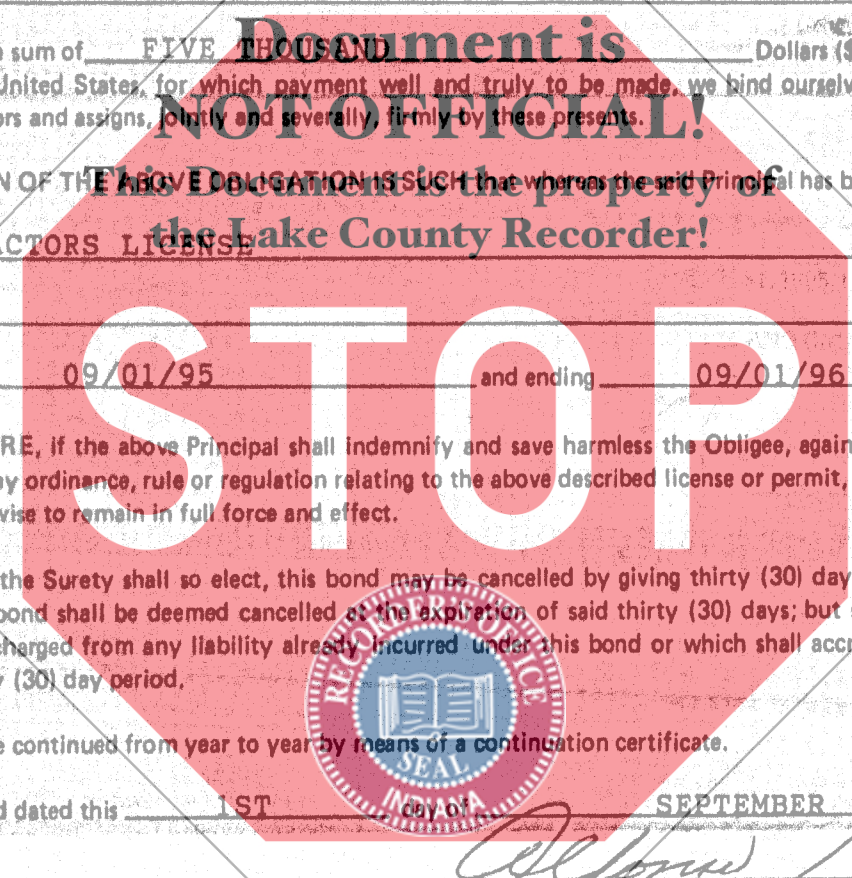 Document is
NOT OFFICIAL!
This Document is the property of
the Lake County Recorder!
STOP
sum of FIVE THOUSAND Dollars ($
United States, for which payment well and truly to be made, we bind
ors and assigns, jointly and severally, firmly by these presents.
N OF THE ABOVE OBLIGATION IS SUCH that whereas the said Principal has b
ACTORS LICENSE
09/01/95 and ending 09/01/96
RE, if the above Principal shall indemnify and save harmless the Obligee, again
y ordinance, rule or regulation relating to the above described license or permit,
wise to remain in full force and effect.
the Surety shall so elect, this bond may be cancelled by giving thirty (30) day
bond shall be deemed cancelled at the expiration of said thirty (30) days; but
charged from any liability already incurred under this bond or which shall accr
(30) day period.
e continued from year to year by means of a continuation certificate.
d dated this 1ST day of SEPTEMBER
RECORDER'S OFFICE
SEAL
INDIANA